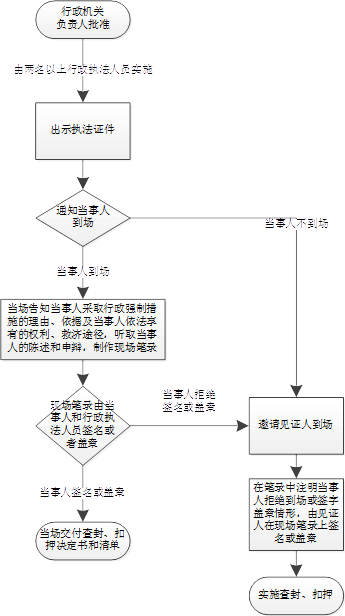 行政机关
负责人批准
由两名以上行政执法人员实施
出示执法证件
通知当事人
到场
当事人不到场
当事人到场
当场告知当事人采取行政强制措
施的理由、依据及当事人依法享
有的权利、救济途径，听取当事
人的陈述和申辩，制作现场笔录
现场笔录由当
事人和行政执
法人员签名或
者盖章
当事人拒绝
签名或盖章
邀请见证人到场
当事人签名或盖章
当场交付查封、扣
押决定书和清单
在笔录中注明当事
人拒绝到场或签字
盖章情形，由见证
人在现场笔录上签
名或盖章
实施查封、扣押